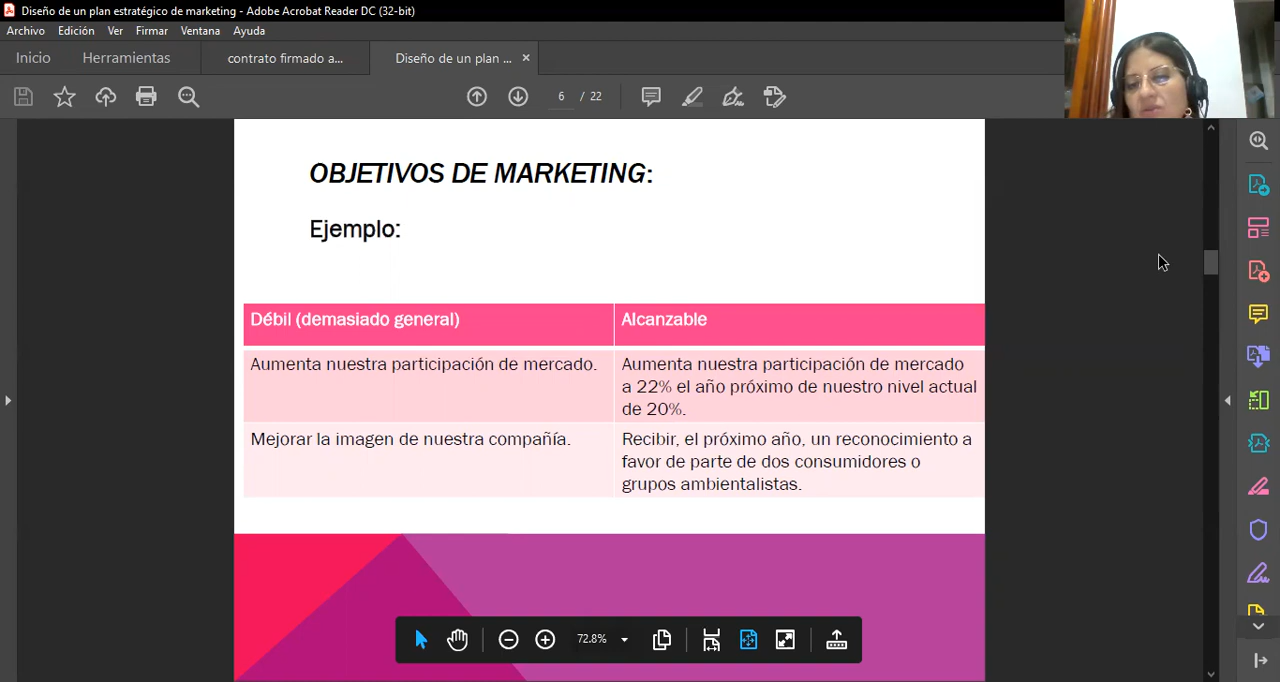 Diseño de un plan estratégico de marketing - Adobe Acrobat Reader DC (32-bit)
Archivo Edición Ver Firmar Ventana Ayuda
Inicio Herramientas contrato firmado a... Diseño de un plan ... ×
6 / 22
OBJETIVOS DE MARKETING:
Ejemplo:
Débil (demasiado general) Alcanzable
Aumenta nuestra participación de mercado. Aumenta nuestra participación de mercado
a 22% el año próximo de nuestro nivel actual
de 20%.
Mejorar la imagen de nuestra compañía. Recibir, el próximo año, un reconocimiento a
favor de parte de dos consumidores o
grupos ambientalistas.
72.8%